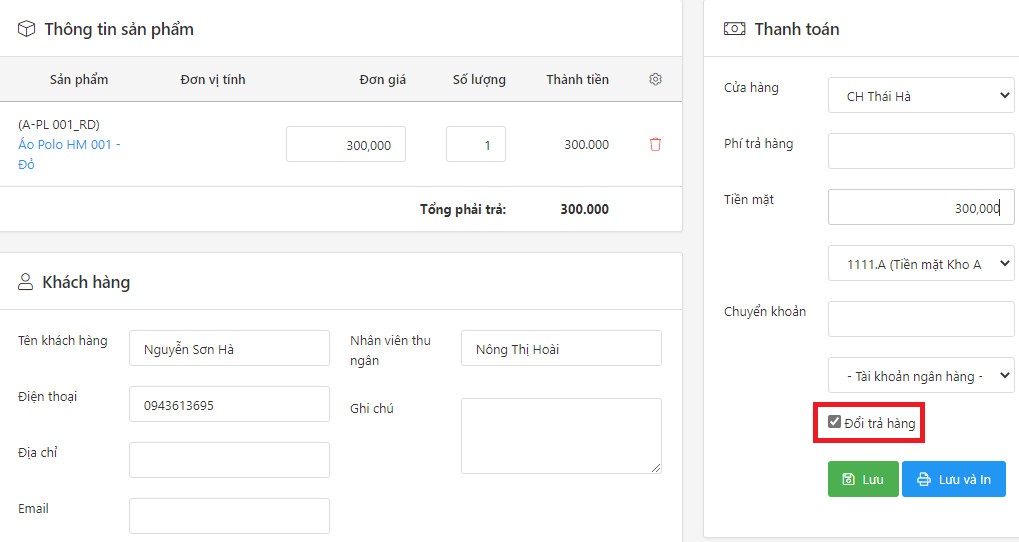 Thông tin sản phẩm
Sản phẩm Đơn vị tính Đơn giá Số lượng Thành tiền
(A-PL 001_RD)
Áo Polo HM 001 -
Đỏ
300,000 1 300.000
Tổng phải trả: 300.000
Khách hàng
Tên khách hàng Nguyễn Sơn Hà
Điện thoại 0943613695
Địa chỉ
Email
Nhân viên thu
ngân
Nông Thị Hoài
Ghi chú
Thanh toán
Cửa hàng CH Thái Hà
Phí trả hàng
Tiền mặt 300,000
1111.A (Tiền mặt Kho A
Chuyển khoản
- Tài khoản ngân hàng -
Đổi trả hàng
Lưu Lưu và In